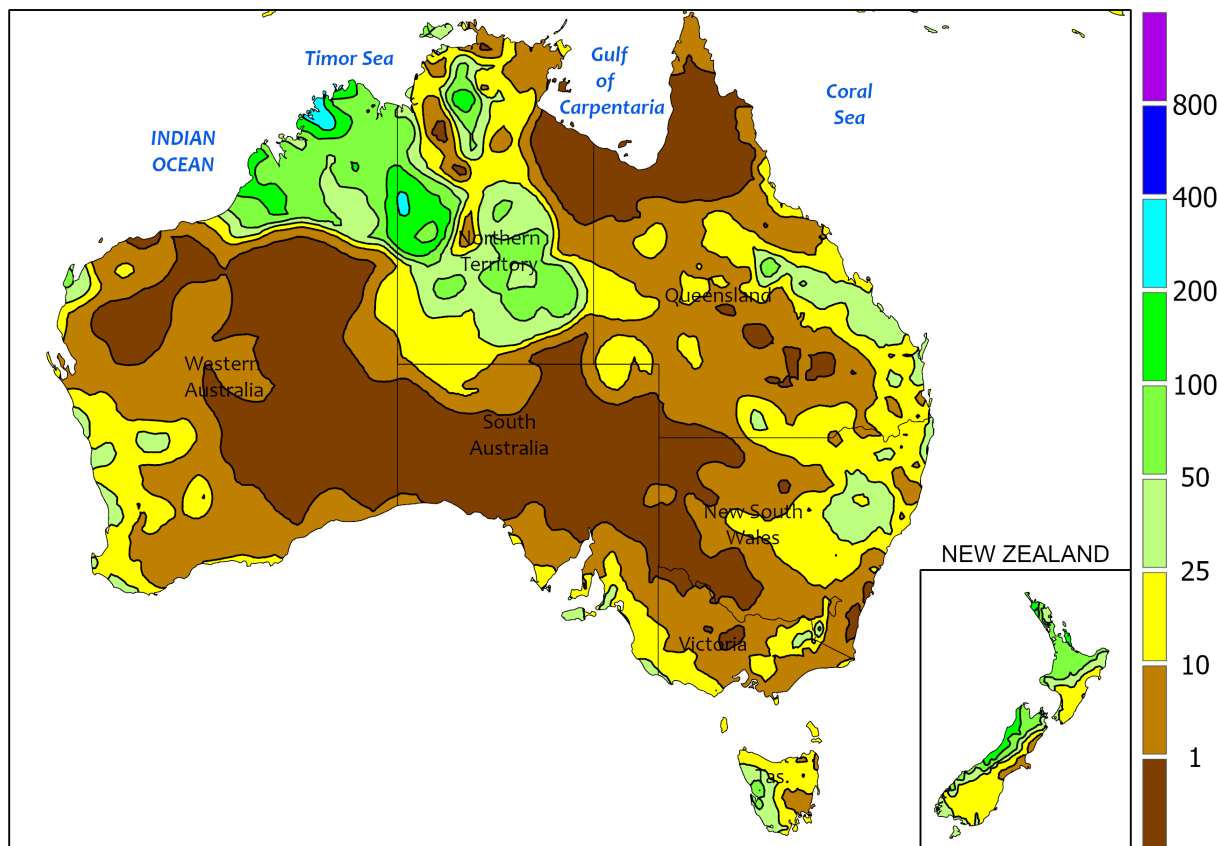 Timor Sea
Gulf
of
Carpentaria
Coral
Sea
INDIAN
OCEAN
Northern
Territory
Queensland
Western
Australia
South
Australia
New South
Wales
Victoria
Tas.
NEW ZEALAND
800
400
200
100
50
25
10
1